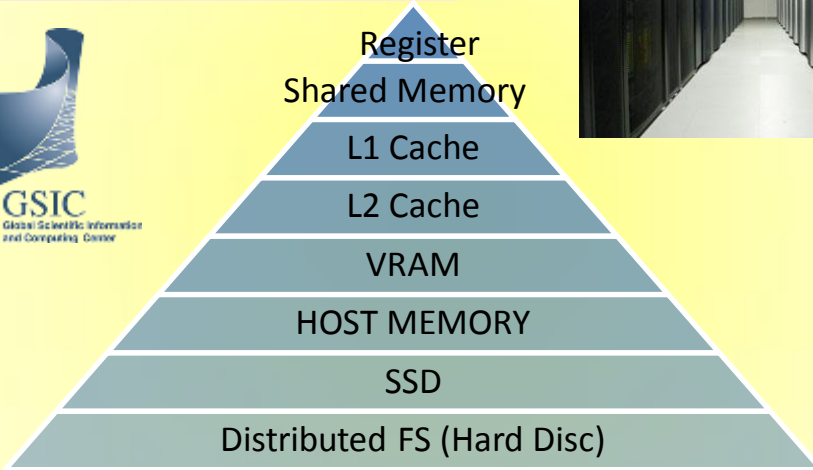 Register
Shared Memory
L1 Cache
L2 Cache
VRAM
HOST MEMORY
SSD
Distributed FS (Hard Disc)
GSIC
Global Scientific Information
and Computing Center